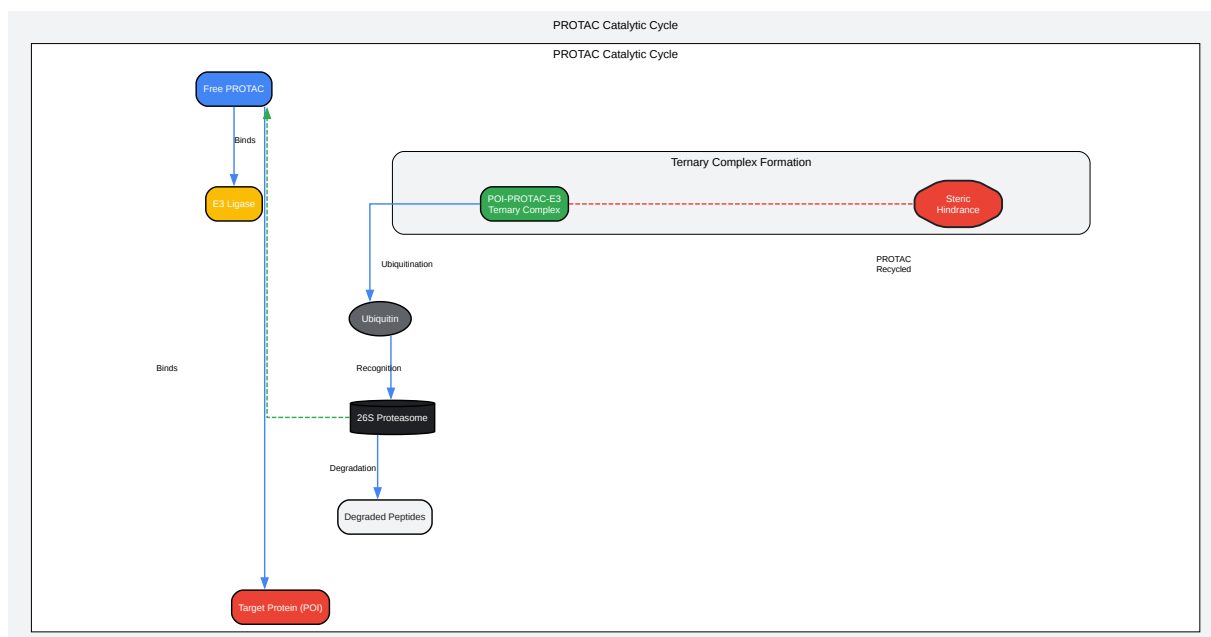 PROTAC Catalytic Cycle
PROTAC Catalytic Cycle
Free PROTAC
Binds
Ternary Complex Formation
E3 Ligase
POI-PROTAC-E3
Ternary Complex
Steric
Hindrance
Ubiquitination
PROTAC
Recycled
Ubiquitin
Binds
Recognition
26S Proteasome
Degradation
Degraded Peptides
Target Protein (POI)